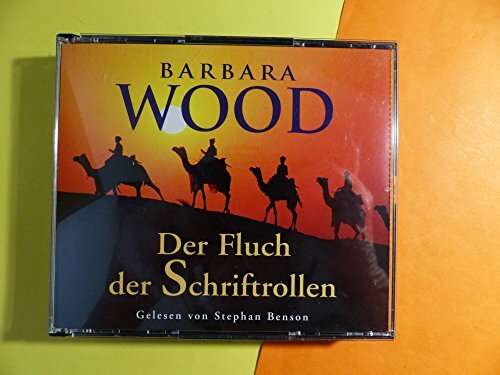 BARBARA
WOOD
Der Fluch
der Schriftrollen
Gelesen von Stephan Benson